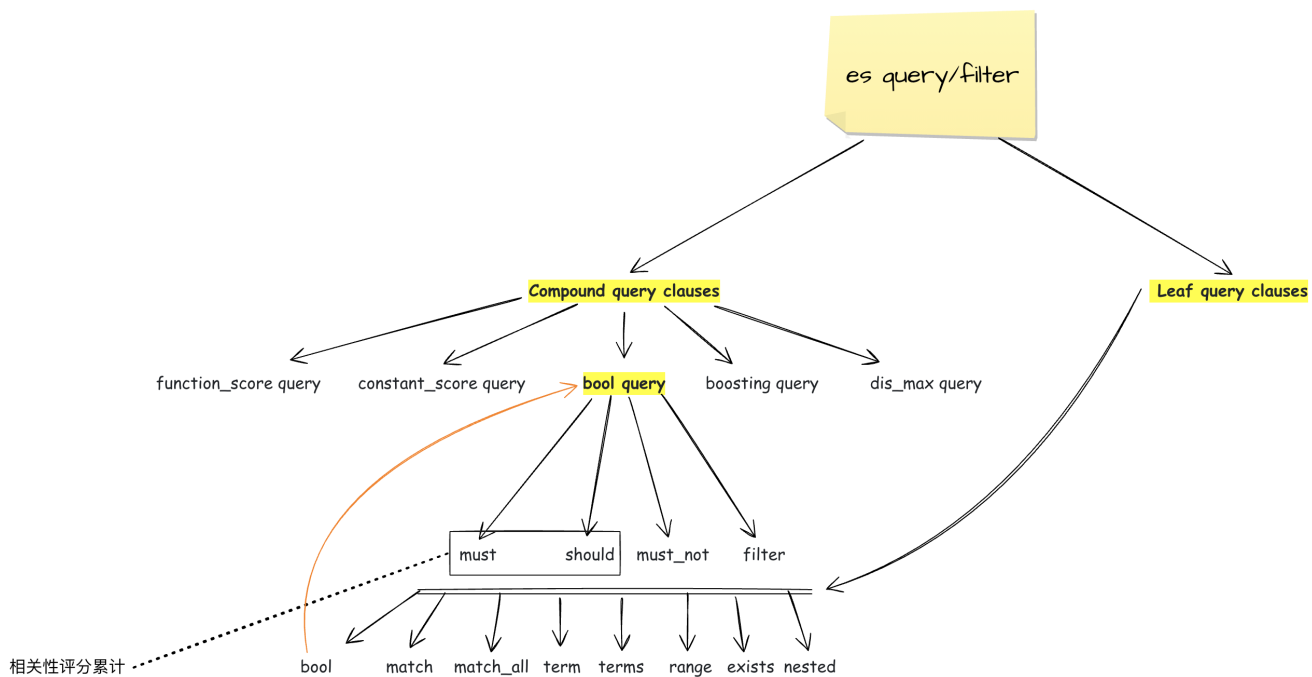 es query/filter
Compound query clauses
Leaf query clauses
function_score query
constant_score query
bool query
boosting query
dis_max query
must
should
must_not
filter
相关性评分累计
bool
match
match_all
term
terms
range
exists
nested